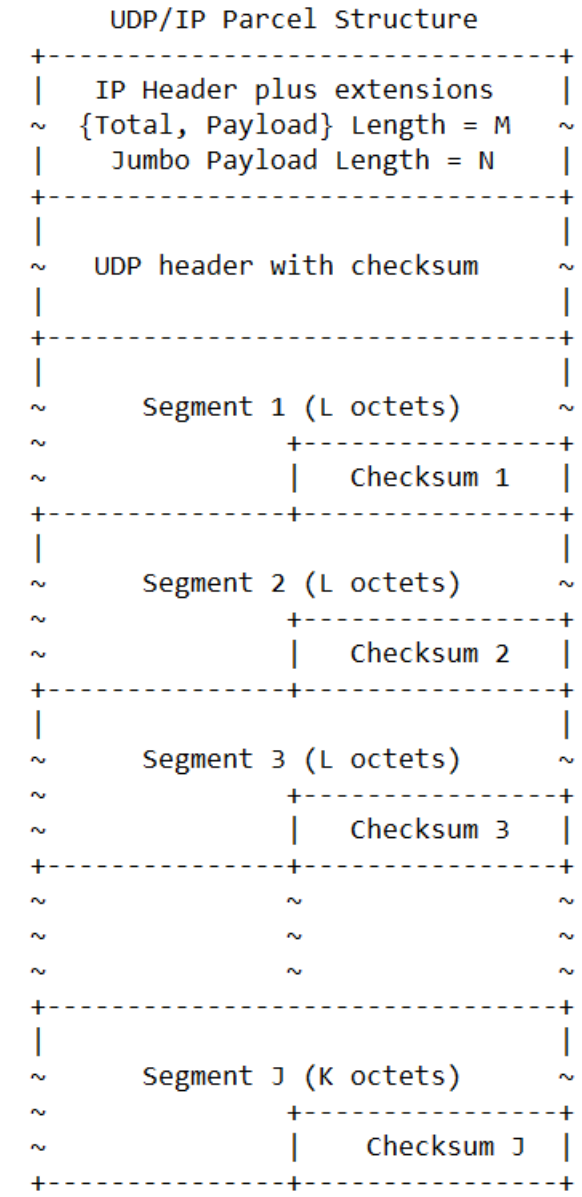 UDP/IP Parcel Structure
IP Header plus extensions
{Total, Payload} Length = M
Jumbo Payload Length = N
UDP header with checksum
Segment 1 (L octets)
Checksum 1
Segment 2 (L octets)
Checksum 2
Segment 3 (L octets)
Checksum 3
Segment J (K octets)
Checksum J